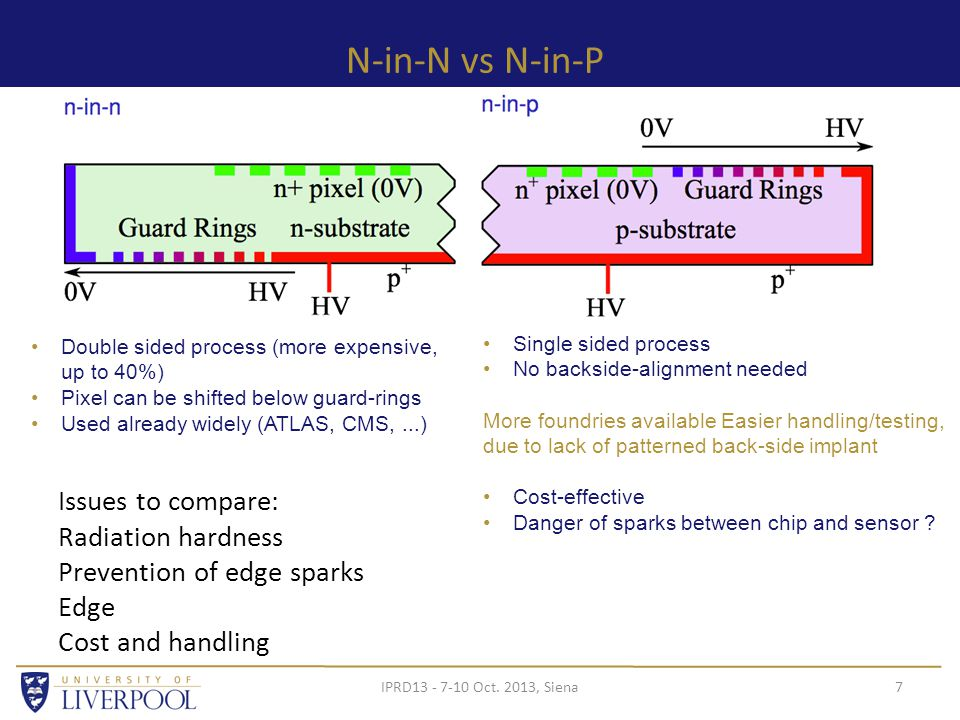 N-in-N vs N-in-P
n-in-n
n+ pixel (0V)
Guard Rings n-substrate
0V HV p+
HV
n-in-p
0V HV
n+ pixel (0V) Guard Rings
p-substrate
p+
HV
• Double sided process (more expensive,
up to 40%)
• Pixel can be shifted below guard-rings
• Used already widely (ATLAS, CMS, ...)
• Single sided process
• No backside-alignment needed
More foundries available Easier handling/testing,
due to lack of patterned back-side implant
• Cost-effective
• Danger of sparks between chip and sensor ?
Issues to compare:
Radiation hardness
Prevention of edge sparks
Edge
Cost and handling
UNIVERSITY OF
LIVERPOOL
IPRD13 - 7-10 Oct. 2013, Siena
7